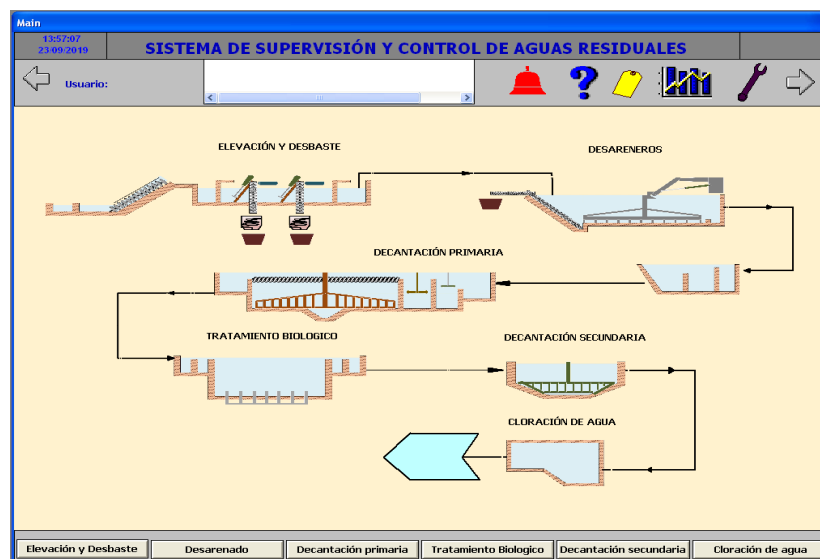 Main
13:57:07
23/09/2019
SISTEMA DE SUPERVISIÓN Y CONTROL DE AGUAS RESIDUALES
Usuario:
ELEVACIÓN Y DESBASTE
DESARENEROS
DECANTACIÓN PRIMARIA
TRATAMIENTO BIOLOGICO
DECANTACIÓN SECUNDARIA
CLORACIÓN DE AGUA
Elevación y Desbaste
Desarenado
Decantación primaria
Tratamiento Biologico
Decantación secundaria
Cloración de agua